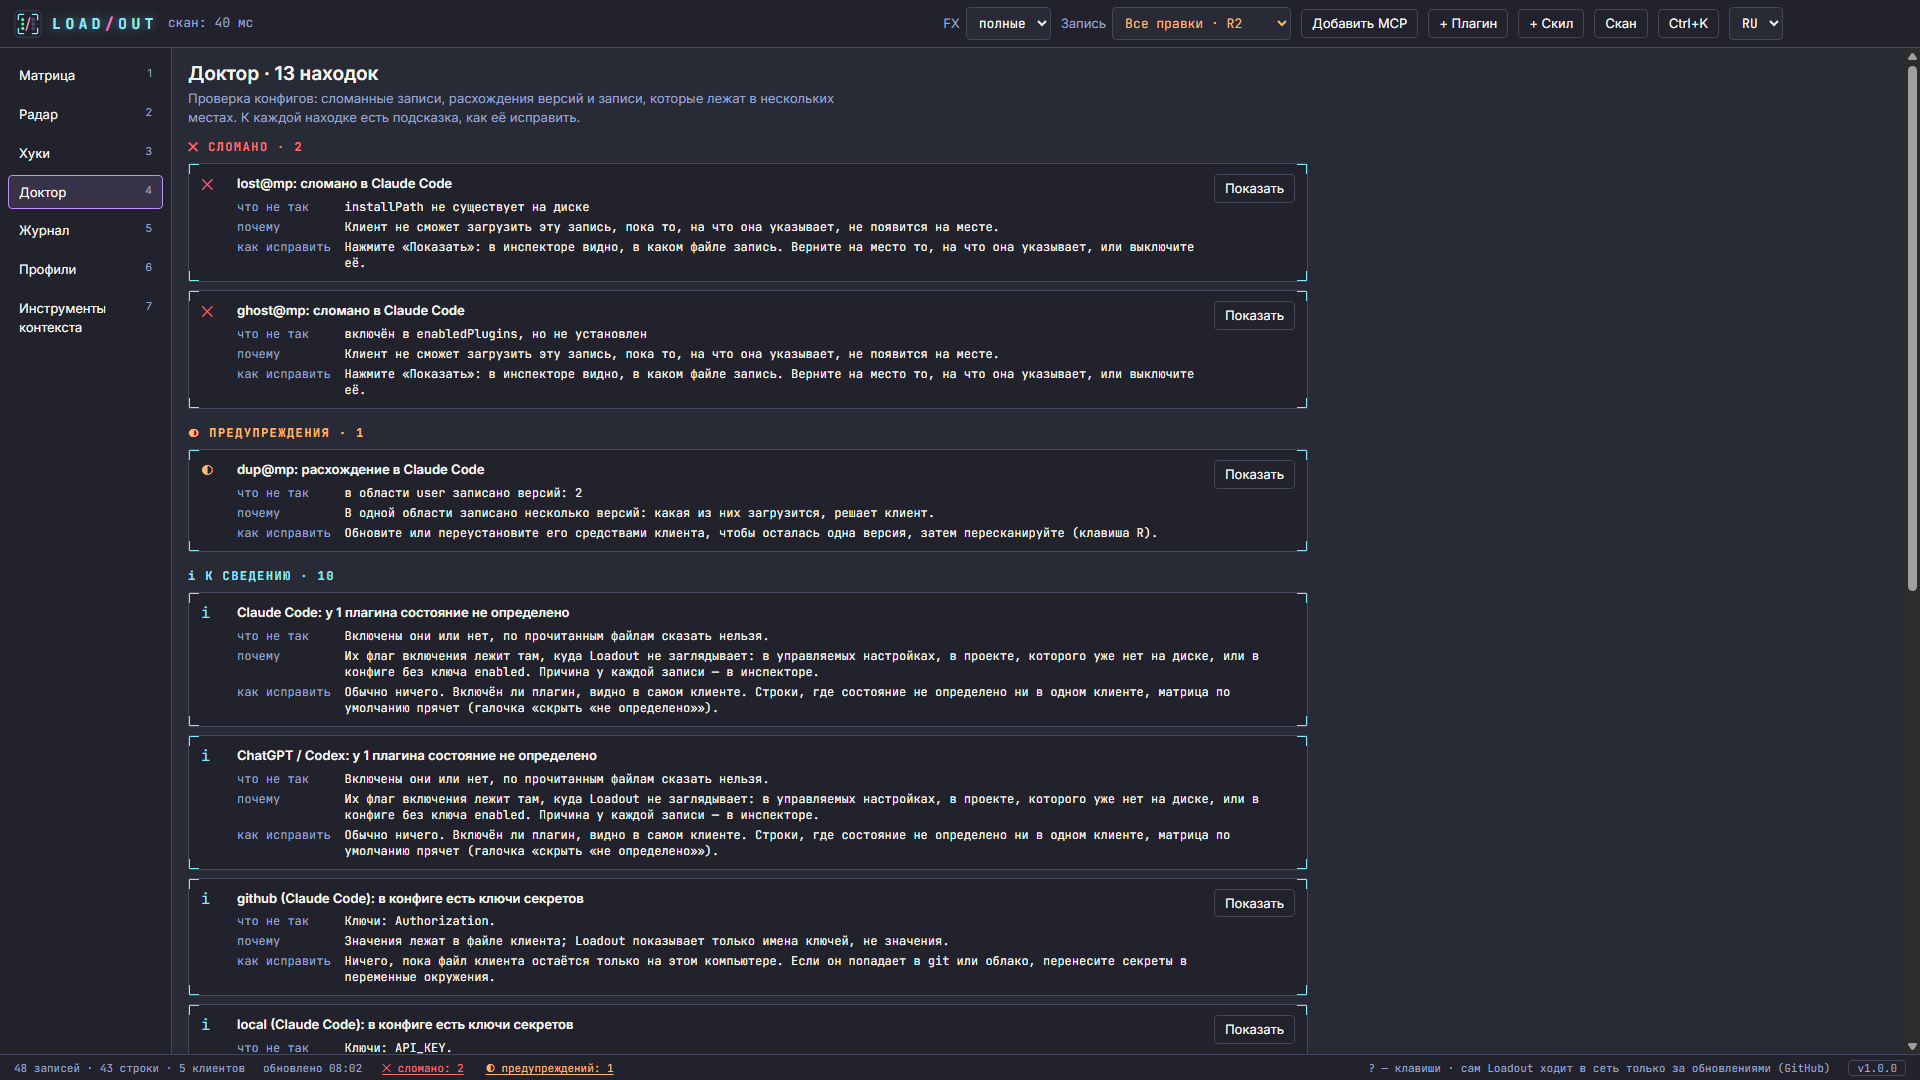 LOAD/OUT скан: 40 мс FX полные Запись Все правки · R2 Добавить MCP + Плагин + Скил Скан Ctrl+K RU
Матрица 1
Радар 2
Хуки 3
Доктор 4
Журнал 5
Профили 6
Инструменты контекста 7
Доктор · 13 находок
Проверка конфигов: сломанные записи, расхождения версий и записи, которые лежат в нескольких
местах. К каждой находке есть подсказка, как её исправить.
СЛОМАНО · 2
lost@mp: сломано в Claude Code Показать
что не так installPath не существует на диске
почему Клиент не сможет загрузить эту запись, пока то, на что она указывает, не появится на месте.
как исправить Нажмите «Показать»: в инспекторе видно, в каком файле запись. Верните на место то, на что она указывает, или выключите
её.
ghost@mp: сломано в Claude Code Показать
что не так включён в enabledPlugins, но не установлен
почему Клиент не сможет загрузить эту запись, пока то, на что она указывает, не появится на месте.
как исправить Нажмите «Показать»: в инспекторе видно, в каком файле запись. Верните на место то, на что она указывает, или выключите
её.
ПРЕДУПРЕЖДЕНИЯ · 1
dup@mp: расхождение в Claude Code Показать
что не так в области user записано версий: 2
почему В одной области записано несколько версий: какая из них загрузится, решает клиент.
как исправить Обновите или переустановите его средствами клиента, чтобы осталась одна версия, затем пересканируйте (клавиша R).
i К СВЕДЕНИЮ · 10
i Claude Code: у 1 плагина состояние не определено
что не так Включены они или нет, по прочитанным файлам сказать нельзя.
почему Их флаг включения лежит там, куда Loadout не заглядывает: в управляемых настройках, в проекте, которого уже нет на диске, или в
конфиге без ключа enabled. Причина у каждой записи — в инспекторе.
как исправить Обычно ничего. Включён ли плагин, видно в самом клиенте. Строки, где состояние не определено ни в одном клиенте, матрица по
умолчанию прячет (галочка «скрыть «не определено»»).
i ChatGPT / Codex: у 1 плагина состояние не определено
что не так Включены они или нет, по прочитанным файлам сказать нельзя.
почему Их флаг включения лежит там, куда Loadout не заглядывает: в управляемых настройках, в проекте, которого уже нет на диске, или в
конфиге без ключа enabled. Причина у каждой записи — в инспекторе.
как исправить Обычно ничего. Включён ли плагин, видно в самом клиенте. Строки, где состояние не определено ни в одном клиенте, матрица по
умолчанию прячет (галочка «скрыть «не определено»»).
i github (Claude Code): в конфиге есть ключи секретов Показать
что не так Ключи: Authorization.
почему Значения лежат в файле клиента; Loadout показывает только имена ключей, не значения.
как исправить Ничего, пока файл клиента остаётся только на этом компьютере. Если он попадает в git или облако, перенесите секреты в
переменные окружения.
i local (Claude Code): в конфиге есть ключи секретов Показать
что не так Ключи: API_KEY.
48 записей · 43 строки · 5 клиентов обновлено 08:02 сломано: 2 предупреждений: 1 ? — клавиши · сам Loadout ходит в сеть только за обновлениями (GitHub) v1.0.0